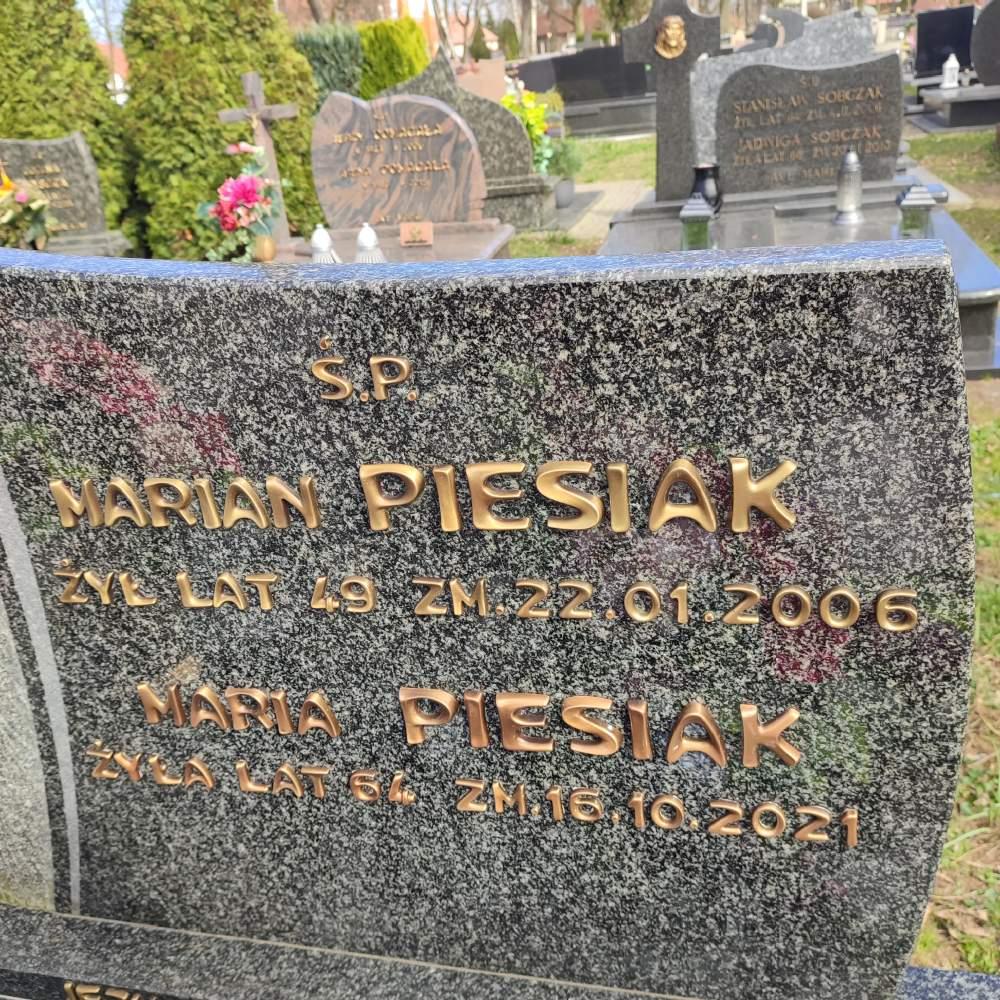 STANISŁAW SOBCZAK
JADWIGA SOBCZAK
Ś.P.
MARIAN PIESIAK
ŻYŁ LAT 49 ZM. 22.01.2006
MARIA PIESIAK
ŻYŁA LAT 64 ZM. 16.10.2021